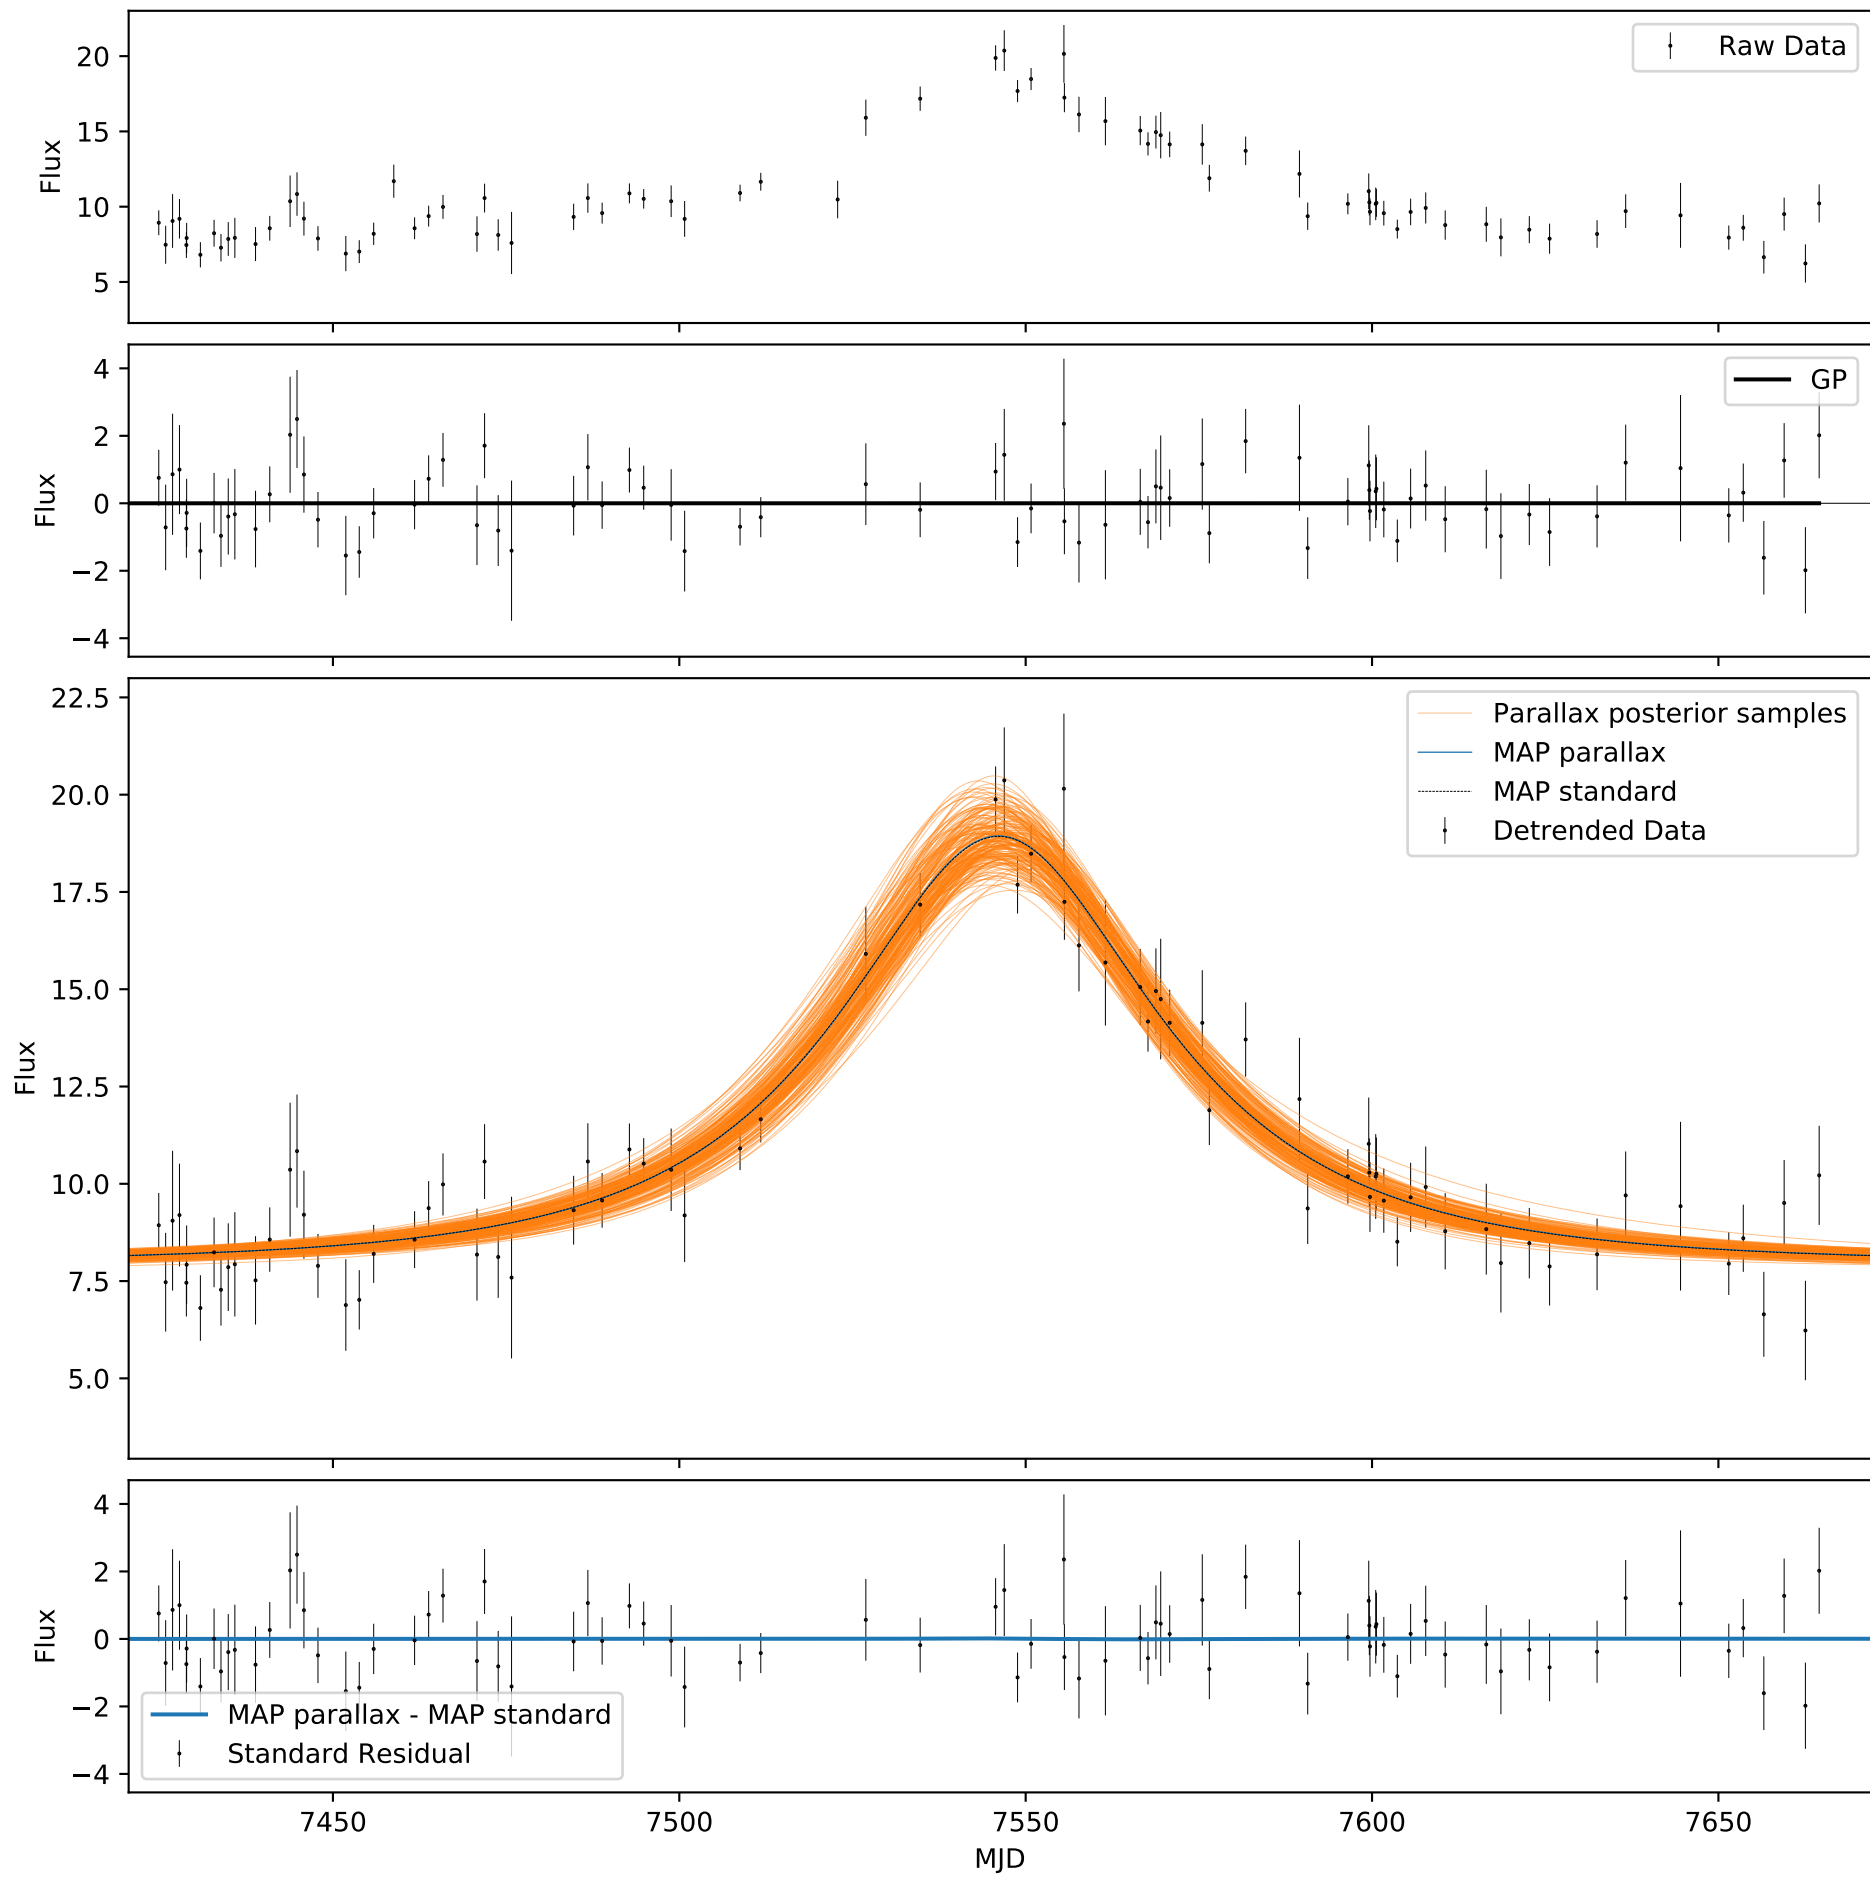 20
15
10
5
Flux
Raw Data
4
2
0
−2
−4
Flux
GP
22.5
20.0
17.5
15.0
12.5
10.0
7.5
5.0
Flux
Parallax posterior samples
MAP parallax
MAP standard
Detrended Data
4
2
0
−2
−4
Flux
MAP parallax - MAP standard
Standard Residual
7450
7500
7550
7600
7650
MJD